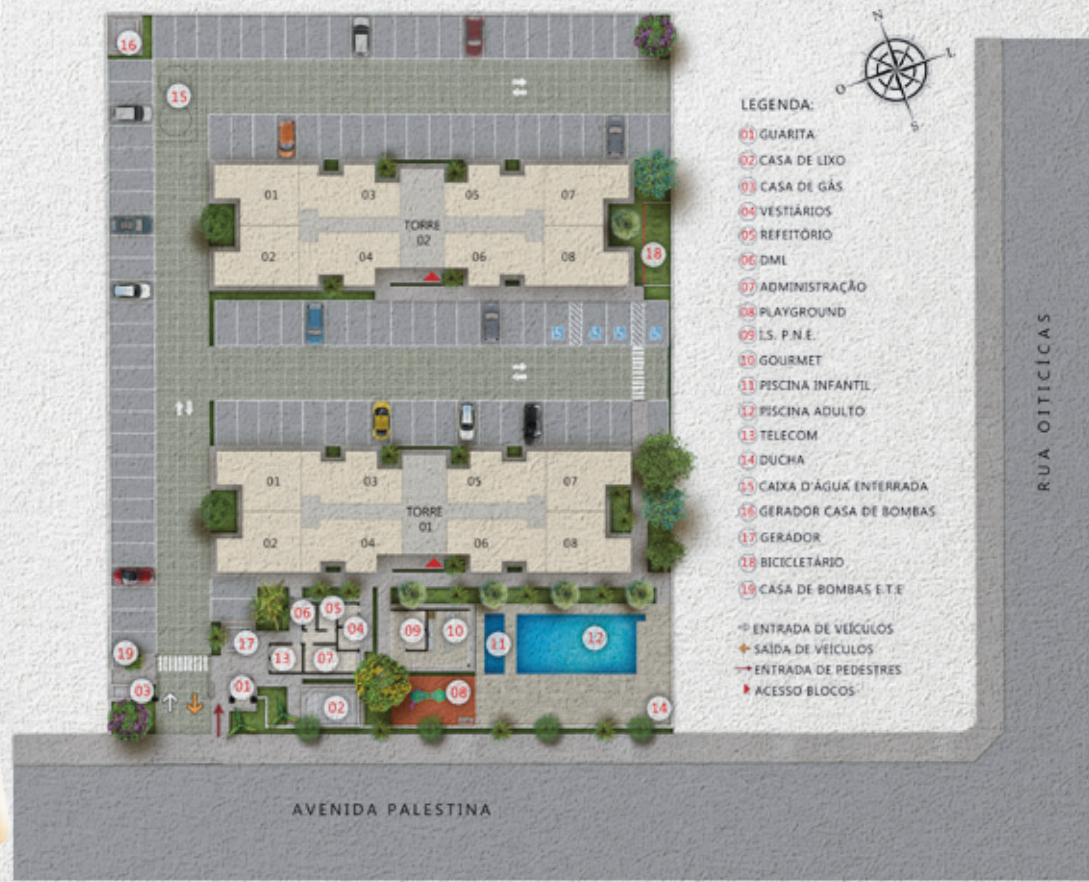 N
L
S
O
LEGENDA:
01 GUARITA
02 CASA DE LIXO
03 CASA DE GÁS
04 VESTIÁRIOS
05 REFEITÓRIO
06 DML
07 ADMINISTRAÇÃO
08 PLAYGROUND
09 I.S. P.N.E.
10 GOURMET
11 PISCINA INFANTIL
12 PISCINA ADULTO
13 TELECOM
14 DUCHA
15 CAIXA D'ÁGUA ENTERRADA
16 GERADOR CASA DE BOMBAS
17 GERADOR
18 BICICLETÁRIO
19 CASA DE BOMBAS E.T.E
ENTRADA DE VEÍCULOS
SAÍDA DE VEÍCULOS
ENTRADA DE PEDESTRES
ACESSO BLOCOS
16
15
01 03 05 07
TORRE
02
02 04 06 08
18
01 03 05 07
TORRE
01
02 04 06 08
06 05
04
09 10
11 12
17
13 07
19
03 01
02 08
14
RUA OITICICAS
AVENIDA PALESTINA